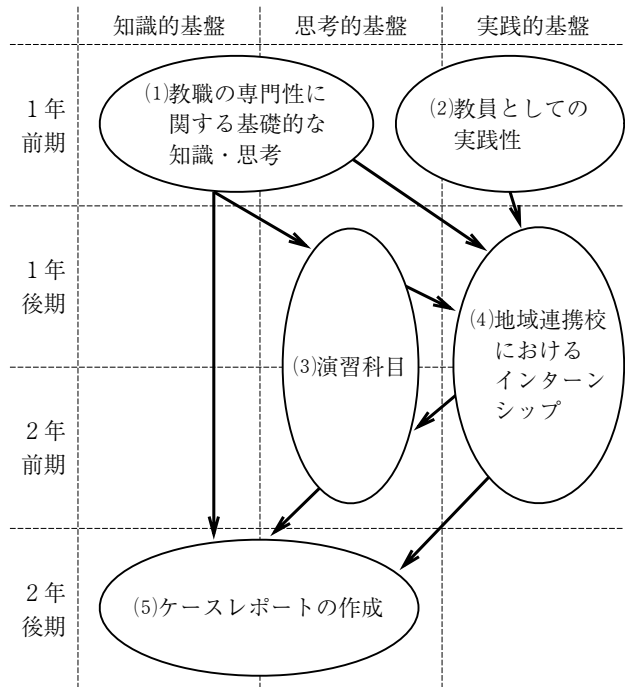 知識的基盤 思考的基盤 実践的基盤
1年
前期
⑴教職の専門性に
関する基礎的な
知識・思考
⑵教員としての
実践性
1年
後期
⑶演習科目
⑷地域連携校
における
インターン
シップ
2年
前期
2年
後期
⑸ケースレポートの作成